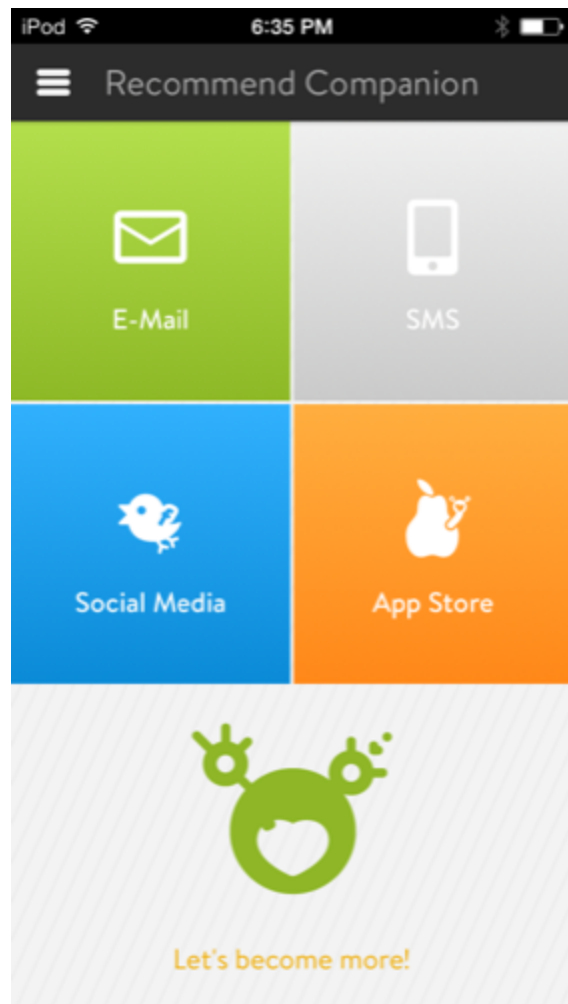 iPod 6:35 PM
Recommend Companion
E-Mail
SMS
Social Media
App Store
Let's become more!